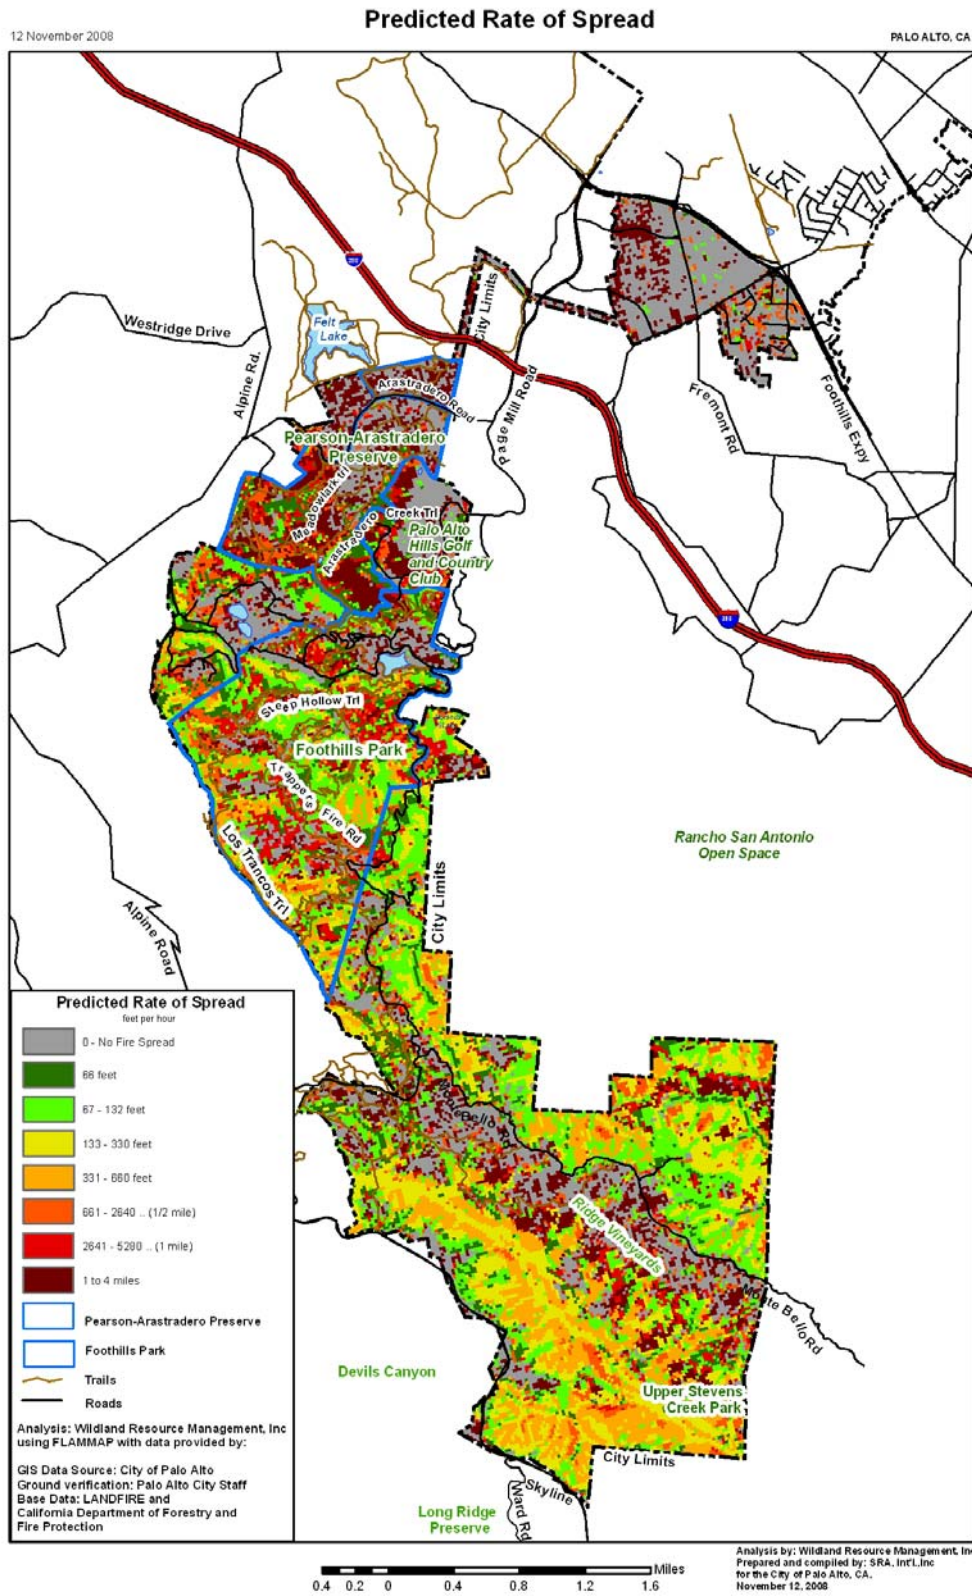 Predicted Rate of Spread
12 November 2008
PALO ALTO, CA
280
Felt
Lake
City Limits
Westridge Drive
Alpine Rd.
Arastradero Road
Page Mill Road
Fremont Rd
Foothills Expy
Pearson-Arastradero
Preserve
Meadowlark trl
Arastradero
Creek Trl
Palo Alto
Hills Golf
and Country
Club
280
Steep Hollow Trl
Foothills Park
Trappers Fire Rd
Los Trancos Trl
City Limits
Rancho San Antonio
Open Space
Alpine Road
Monte Bello Rd
Ridge Vineyards
Monte Bello Rd
Devils Canyon
Upper Stevens
Creek Park
City Limits
Skyline
Ward Rd
Long Ridge
Preserve
Predicted Rate of Spread
feet per hour
0 - No Fire Spread
66 feet
67 - 132 feet
133 - 330 feet
331 - 660 feet
661 - 2640 .. (1/2 mile)
2641 - 5280 .. (1 mile)
1 to 4 miles
Pearson-Arastradero Preserve
Foothills Park
Trails
Roads
Analysis: Wildland Resource Management, Inc
using FLAMMAP with data provided by:
GIS Data Source: City of Palo Alto
Ground verification: Palo Alto City Staff
Base Data: LANDFIRE and
California Department of Forestry and
Fire Protection
Miles
0.4 0.2 0 0.4 0.8 1.2 1.6
Analysis by: Wildland Resource Management, Inc
Prepared and compiled by: SRA, Int'l,Inc
for the City of Palo Alto, CA.
November 12, 2008